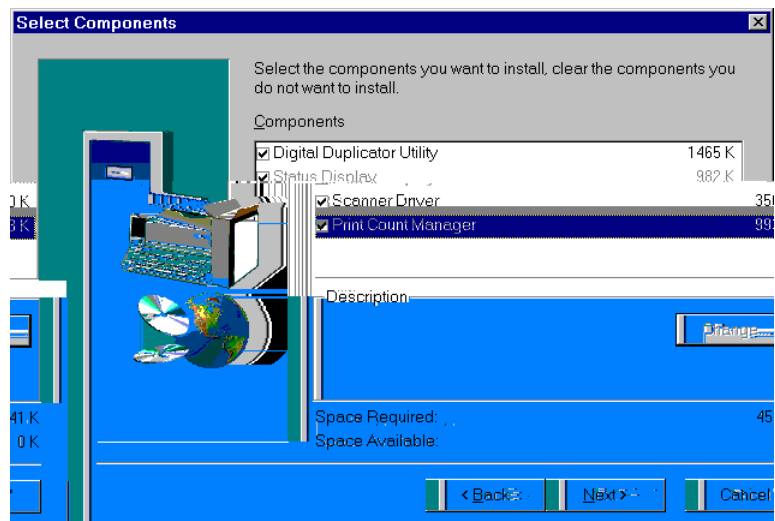 Select Components
Select the components you want to install, clear the components you
do not want to install.
Components
Digital Duplicator Utility 1465 K
Status Display 982 K
Scanner Driver
Print Count Manager
Description
Change...
Space Required:
Space Available:
0 K
< Back
Next >
Cancel